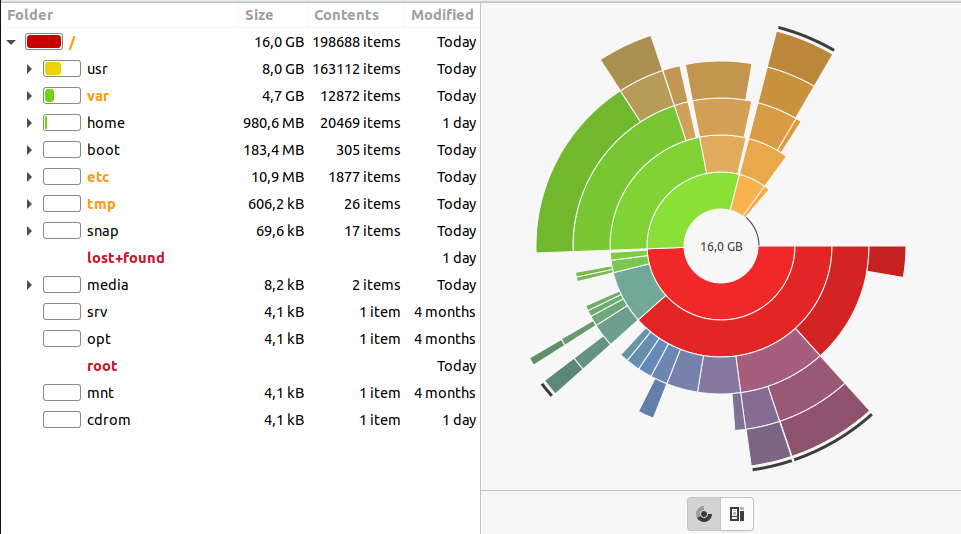 Folder Size Contents Modified
/ 16,0 GB 198688 items Today
usr 8,0 GB 163112 items Today
var 4,7 GB 12872 items Today
home 980,6 MB 20469 items 1 day
boot 183,4 MB 305 items Today
etc 10,9 MB 1877 items Today
tmp 606,2 kB 26 items Today
snap 69,6 kB 17 items Today
lost+found 1 day
media 8,2 kB 2 items Today
srv 4,1 kB 1 item 4 months
opt 4,1 kB 1 item 4 months
root Today
mnt 4,1 kB 1 item 4 months
cdrom 4,1 kB 1 item 1 day
16,0 GB